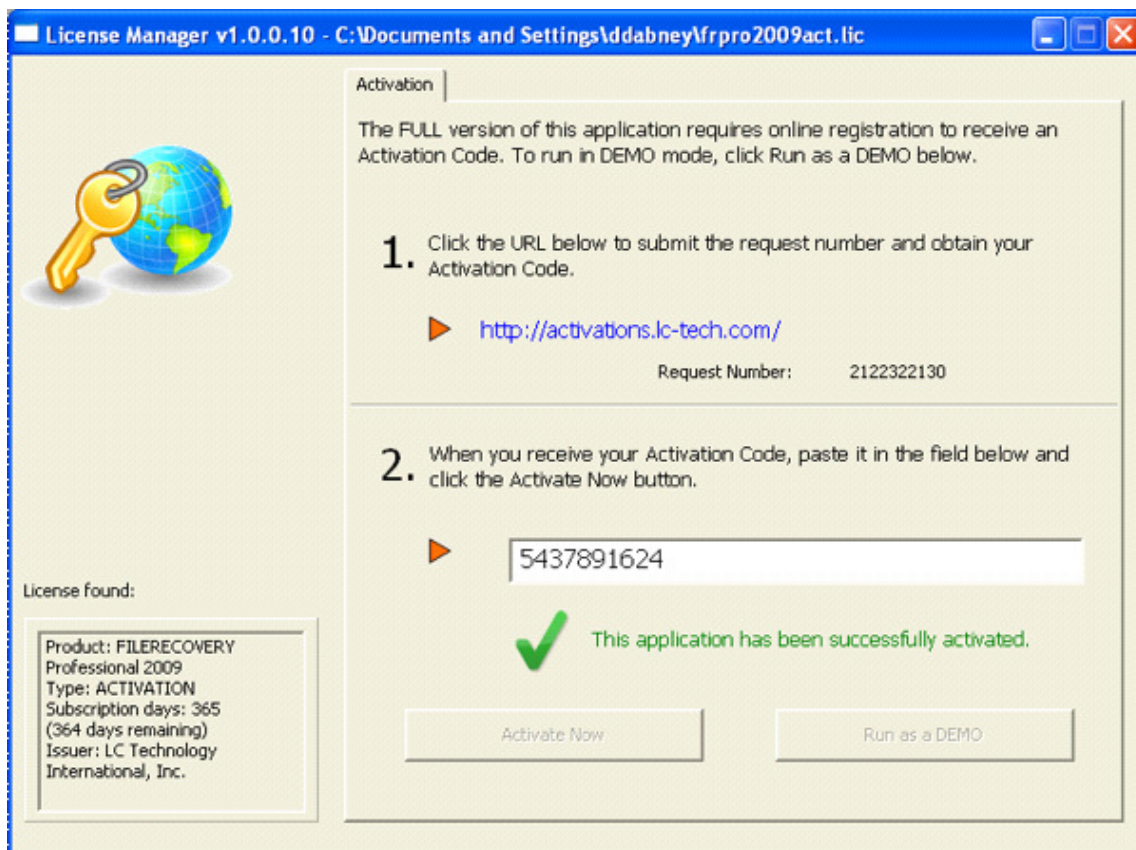 License Manager v1.0.0.10 - C:\Documents and Settings\ddabney\frpro2009act.lic
Activation
The FULL version of this application requires online registration to receive an
Activation Code. To run in DEMO mode, click Run as a DEMO below.
1. Click the URL below to submit the request number and obtain your
Activation Code.
http://activations.lc-tech.com/
Request Number: 2122322130
2. When you receive your Activation Code, paste it in the field below and
click the Activate Now button.
5437891624
This application has been successfully activated.
Activate Now
Run as a DEMO
License found:
Product: FILERECOVERY
Professional 2009
Type: ACTIVATION
Subscription days: 365
(364 days remaining)
Issuer: LC Technology
International, Inc.